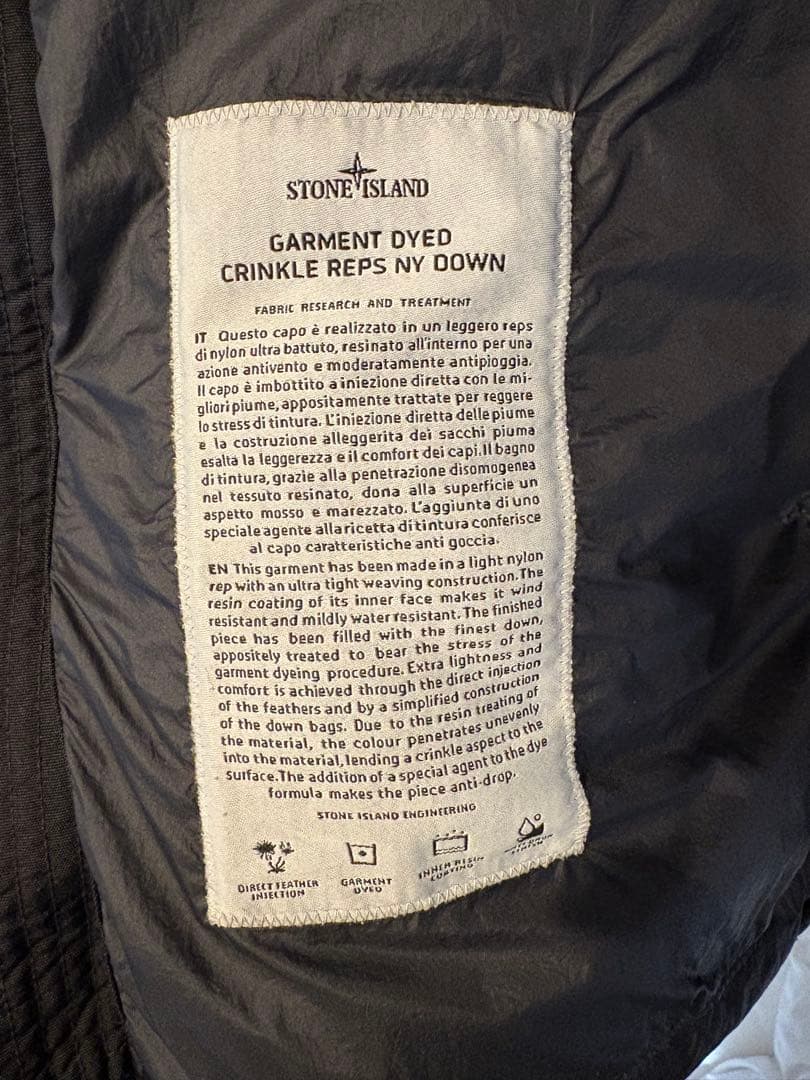 STONE ISLAND
GARMENT DYED
CRINKLE REPS NY DOWN
FABRIC RESEARCH AND TREATMENT
IT Questo capo è realizzato in un leggero reps
di nylon ultra battuto, resinato all'interno per una
azione antivento e moderatamente antipioggia.
Il capo è imbottito a iniezione diretta con le mi-
gliori piume, appositamente trattate per reggere
lo stress di tintura. L'iniezione diretta delle piume
e la costruzione alleggerita dei sacchi piuma
esalta la leggerezza e il comfort dei capi. Il bagno
di tintura, grazie alla penetrazione disomogenea
nel tessuto resinato, dona alla superficie un
aspetto mosso e marezzato. L'aggiunta di uno
speciale agente alla ricetta di tintura conferisce
al capo caratteristiche anti goccia.
EN This garment has been made in a light nylon
rep with an ultra tight weaving construction. The
resin coating of its inner face makes it wind
resistant and mildly water resistant. The finished
piece has been filled with the finest down,
appositely treated to bear the stress of the
garment dyeing procedure. Extra lightness and
comfort is achieved through the direct injection
of the feathers and by a simplified construction
of the down bags. Due to the resin treating of
the material, the colour penetrates unevenly
into the material, lending a crinkle aspect to the
surface. The addition of a special agent to the dye
formula makes the piece anti-drop.
STONE ISLAND ENGINEERING
DIRECT FEATHER
INJECTION
GARMENT
DYED
INNER RESIN
COATING